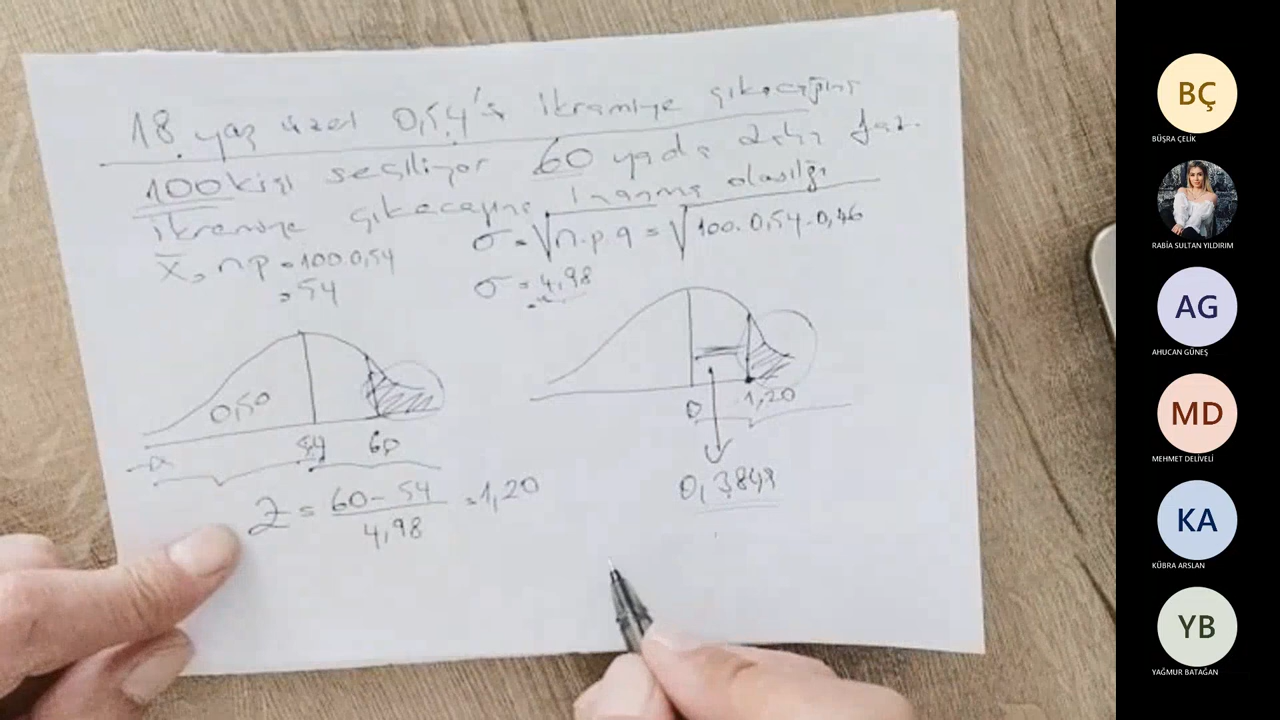 18 yaş üzeri 0,54'ü ikramiye çıkacağını
100 kişi seçiliyor 60 yada daha faz.
ikramiye çıkacağına inanma olasılığı
x̄ = np = 100.0,54
= 54
σ = √n.p.q = √100.0,54.0,46
σ = 4,98
0,50
-∞
54
60
Z = 60-54 / 4,98 = 1,20
0
1,20
0,3849
BÇ
BÜŞRA ÇELİK
RABİA SULTAN YILDIRIM
AG
AHUCAN GÜNEŞ
MD
MEHMET DELİVELİ
KA
KÜBRA ARSLAN
YB
YAĞMUR BATAĞAN